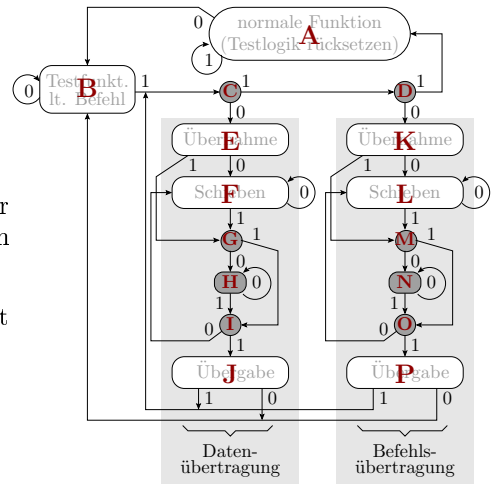 0
normale Funktion
A
(Testlogik rücksetzen)
1
B
Testfunkt.
lt. Befehl
0
1
C
1
D
1
0
0
Übernahme
E
Übernahme
K
1
0
1
0
Schieben
F
0
Schieben
L
0
1
1
G
1
M
1
0
0
H
0
N
0
1
1
r
n
t
0
I
0
O
1
1
Übergabe
J
Übergabe
P
1
0
1
0
Daten-
übertragung
Befehls-
übertragung